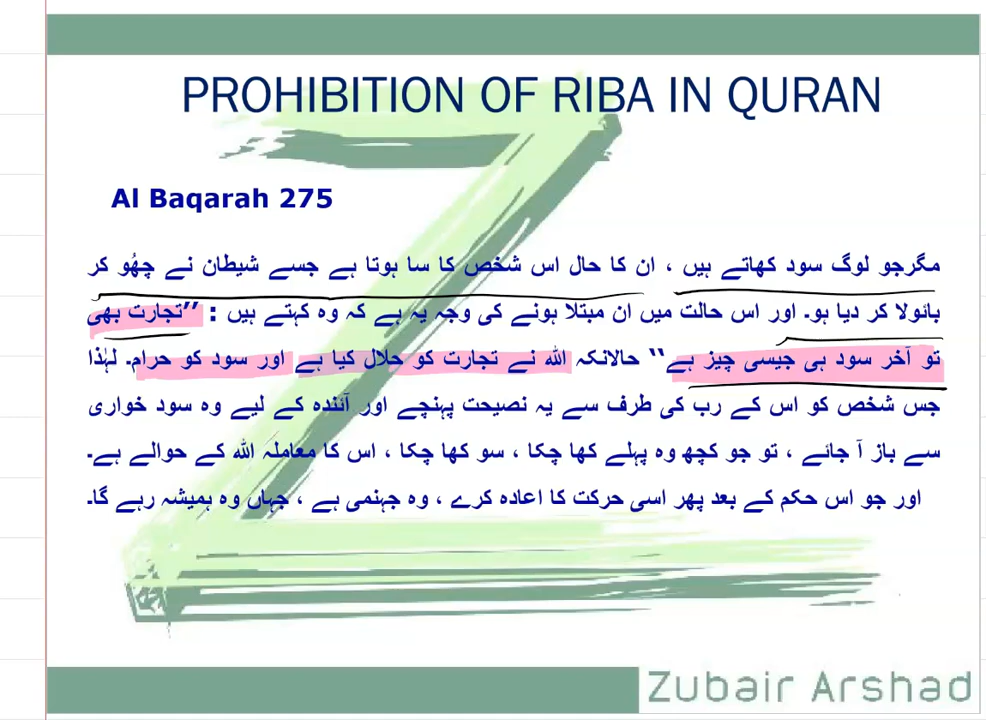 PROHIBITION OF RIBA IN QURAN
Al Baqarah 275
مگرجو لوگ سود کھاتے ہیں ، ان کا حال اس شخص کا سا ہوتا ہے جسے شیطان نے چھُو کر
بائولا کر دیا ہو۔ اور اس حالت میں ان مبتلا ہونے کی وجہ یہ ہے کہ وہ کہتے ہیں : ’’تجارت بھی
تو آخر سود ہی جیسی چیز ہے‘‘ حالانکہ اللہ نے تجارت کو حلال کیا ہے اور سود کو حرام۔ لہٰذا
جس شخص کو اس کے رب کی طرف سے یہ نصیحت پہنچے اور آئندہ کے لیے وہ سود خواری
سے باز آ جائے ، تو جو کچھ وہ پہلے کھا چکا ، سو کھا چکا ، اس کا معاملہ اللہ کے حوالے ہے۔
اور جو اس حکم کے بعد پھر اسی حرکت کا اعادہ کرے ، وہ جہنمی ہے ، جہاں وہ ہمیشہ رہے گا۔
Zubair Arshad